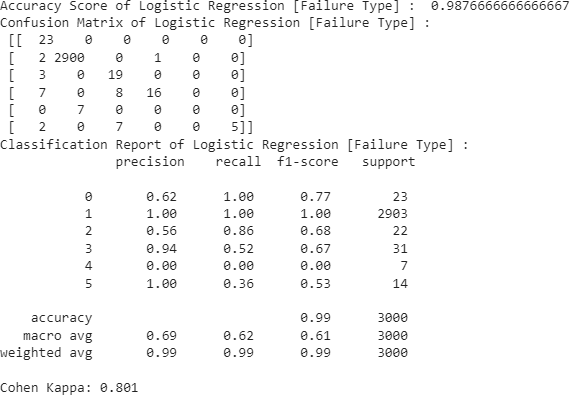 Accuracy Score of Logistic Regression [Failure Type] :  0.9876666666666667
Confusion Matrix of Logistic Regression [Failure Type] :
 [[  23    0    0    0    0    0]
 [   2 2900    0    1    0    0]
 [   3    0   19    0    0    0]
 [   7    0    8   16    0    0]
 [   0    7    0    0    0    0]
 [   2    0    7    0    0    5]]
Classification Report of Logistic Regression [Failure Type] :
              precision    recall  f1-score   support
           0       0.62      1.00      0.77        23
           1       1.00      1.00      1.00      2903
           2       0.56      0.86      0.68        22
           3       0.94      0.52      0.67        31
           4       0.00      0.00      0.00         7
           5       1.00      0.36      0.53        14
    accuracy                           0.99      3000
   macro avg       0.69      0.62      0.61      3000
weighted avg       0.99      0.99      0.99      3000
Cohen Kappa: 0.801